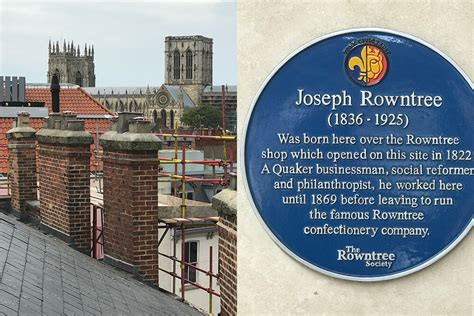 Joseph Rowntree
(1836 - 1925)
Was born here over the Rowntree
shop which opened on this site in 1822
A Quaker businessman, social reformer
and philanthropist, he worked here
until 1869 before leaving to run
the famous Rowntree
confectionery company.
The
Rowntree
Society